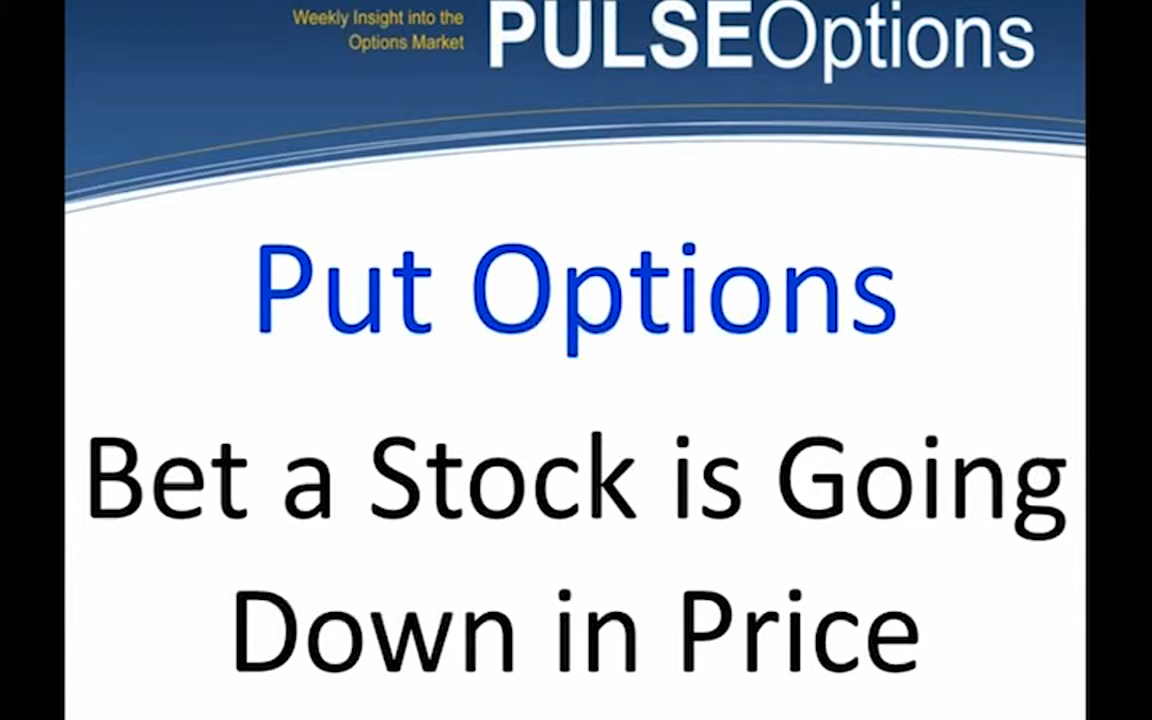 Weekly Insight into the
Options Market
PULSEOptions
Put Options
Bet a Stock is Going
Down in Price